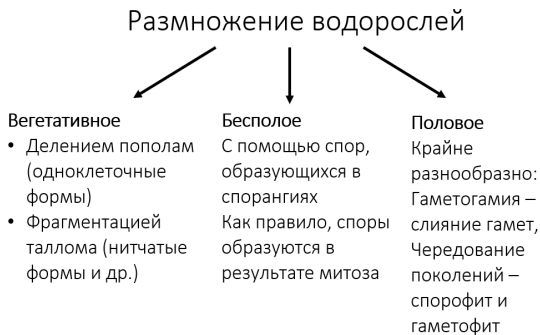 Размножение водорослей
Вегетативное
• Делением пополам
(одноклеточные
формы)
• Фрагментацией
таллома (нитчатые
формы и др.)
Бесполое
С помощью спор,
образующихся в
спорангиях
Как правило, споры
образуются в
результате митоза
Половое
Крайне
разнообразно:
Гаметогамия –
слияние гамет,
Чередование
поколений –
спорофит и
гаметофит